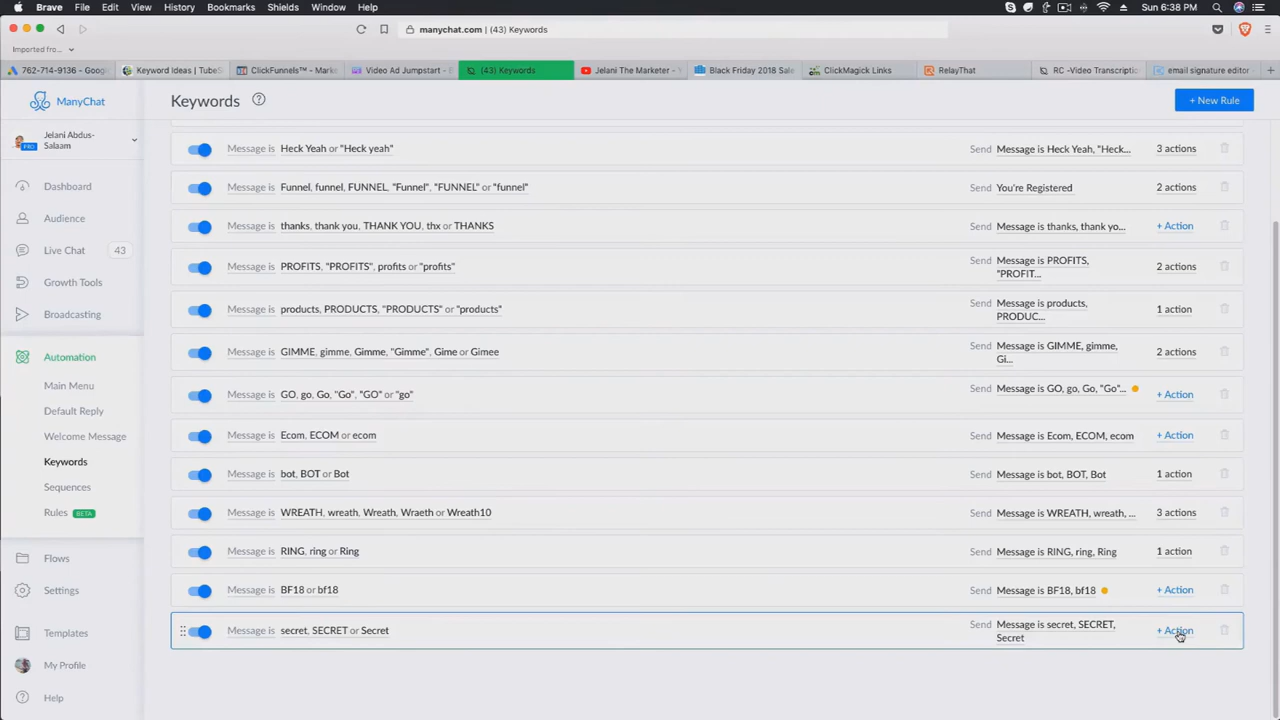 Brave File Edit View History Bookmarks Shields Window Help Sun 6:38 PM
manychat.com | (43) Keywords
Imported fro...
762-714-9136 - Googl
Keyword Ideas | TubeS
ClickFunnels™ - Marke
Video Ad Jumpstart - B
(43) Keywords
Jelani The Marketer - Y
Black Friday 2018 Sale
ClickMagick Links
RelayThat
RC -Video Transcriptio
email signature editor -
ManyChat
Keywords
+ New Rule
Jelani Abdus-
Salaam
PRO
Dashboard
Audience
Live Chat 43
Growth Tools
Broadcasting
Automation
Main Menu
Default Reply
Welcome Message
Keywords
Sequences
Rules BETA
Flows
Settings
Templates
My Profile
Help
Message is Heck Yeah or "Heck yeah" Send Message is Heck Yeah, "Heck... 3 actions
Message is Funnel, funnel, FUNNEL, "Funnel", "FUNNEL" or "funnel" Send You're Registered 2 actions
Message is thanks, thank you, THANK YOU, thx or THANKS Send Message is thanks, thank yo... + Action
Message is PROFITS, "PROFITS", profits or "profits" Send Message is PROFITS, 2 actions
"PROFIT...
Message is products, PRODUCTS, "PRODUCTS" or "products" Send Message is products, 1 action
PRODUC...
Message is GIMME, gimme, Gimme, "Gimme", Gime or Gimee Send Message is GIMME, gimme, 2 actions
Gi...
Message is GO, go, Go, "Go", "GO" or "go" Send Message is GO, go, Go, "Go"... + Action
Message is Ecom, ECOM or ecom Send Message is Ecom, ECOM, ecom + Action
Message is bot, BOT or Bot Send Message is bot, BOT, Bot 1 action
Message is WREATH, wreath, Wreath, Wraeth or Wreath10 Send Message is WREATH, wreath, ... 3 actions
Message is RING, ring or Ring Send Message is RING, ring, Ring 1 action
Message is BF18 or bf18 Send Message is BF18, bf18 + Action
Message is secret, SECRET or Secret Send Message is secret, SECRET, + Action
Secret